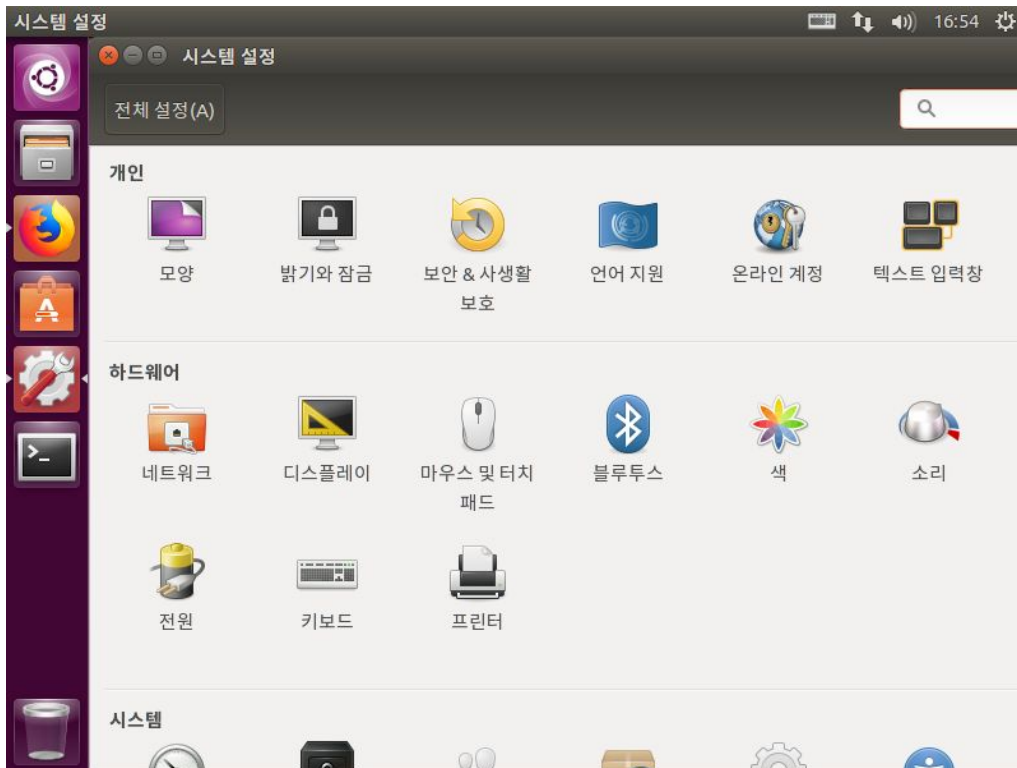 시스템 설정
16:54
시스템 설정
전체 설정(A)
개인
모양
밝기와 잠금
보안 & 사생활
보호
언어 지원
온라인 계정
텍스트 입력창
하드웨어
네트워크
디스플레이
마우스 및 터치
패드
블루투스
색
소리
전원
키보드
프린터
시스템